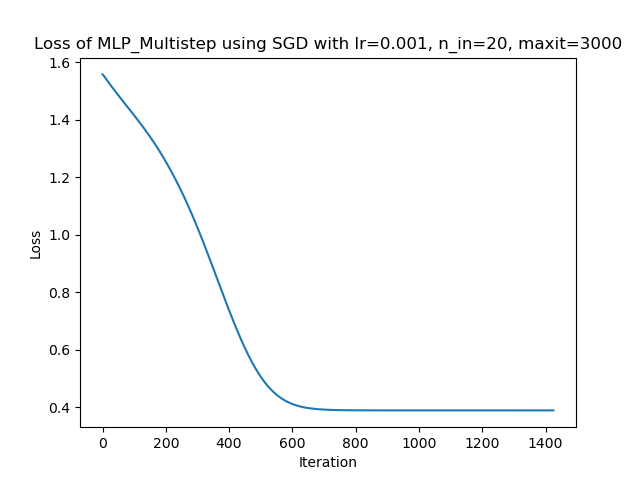 Loss of MLP_Multistep using SGD with lr=0.001, n_in=20, maxit=3000
1.6
1.4
1.2
1.0
0.8
0.6
0.4
Loss
0 200 400 600 800 1000 1200 1400
Iteration